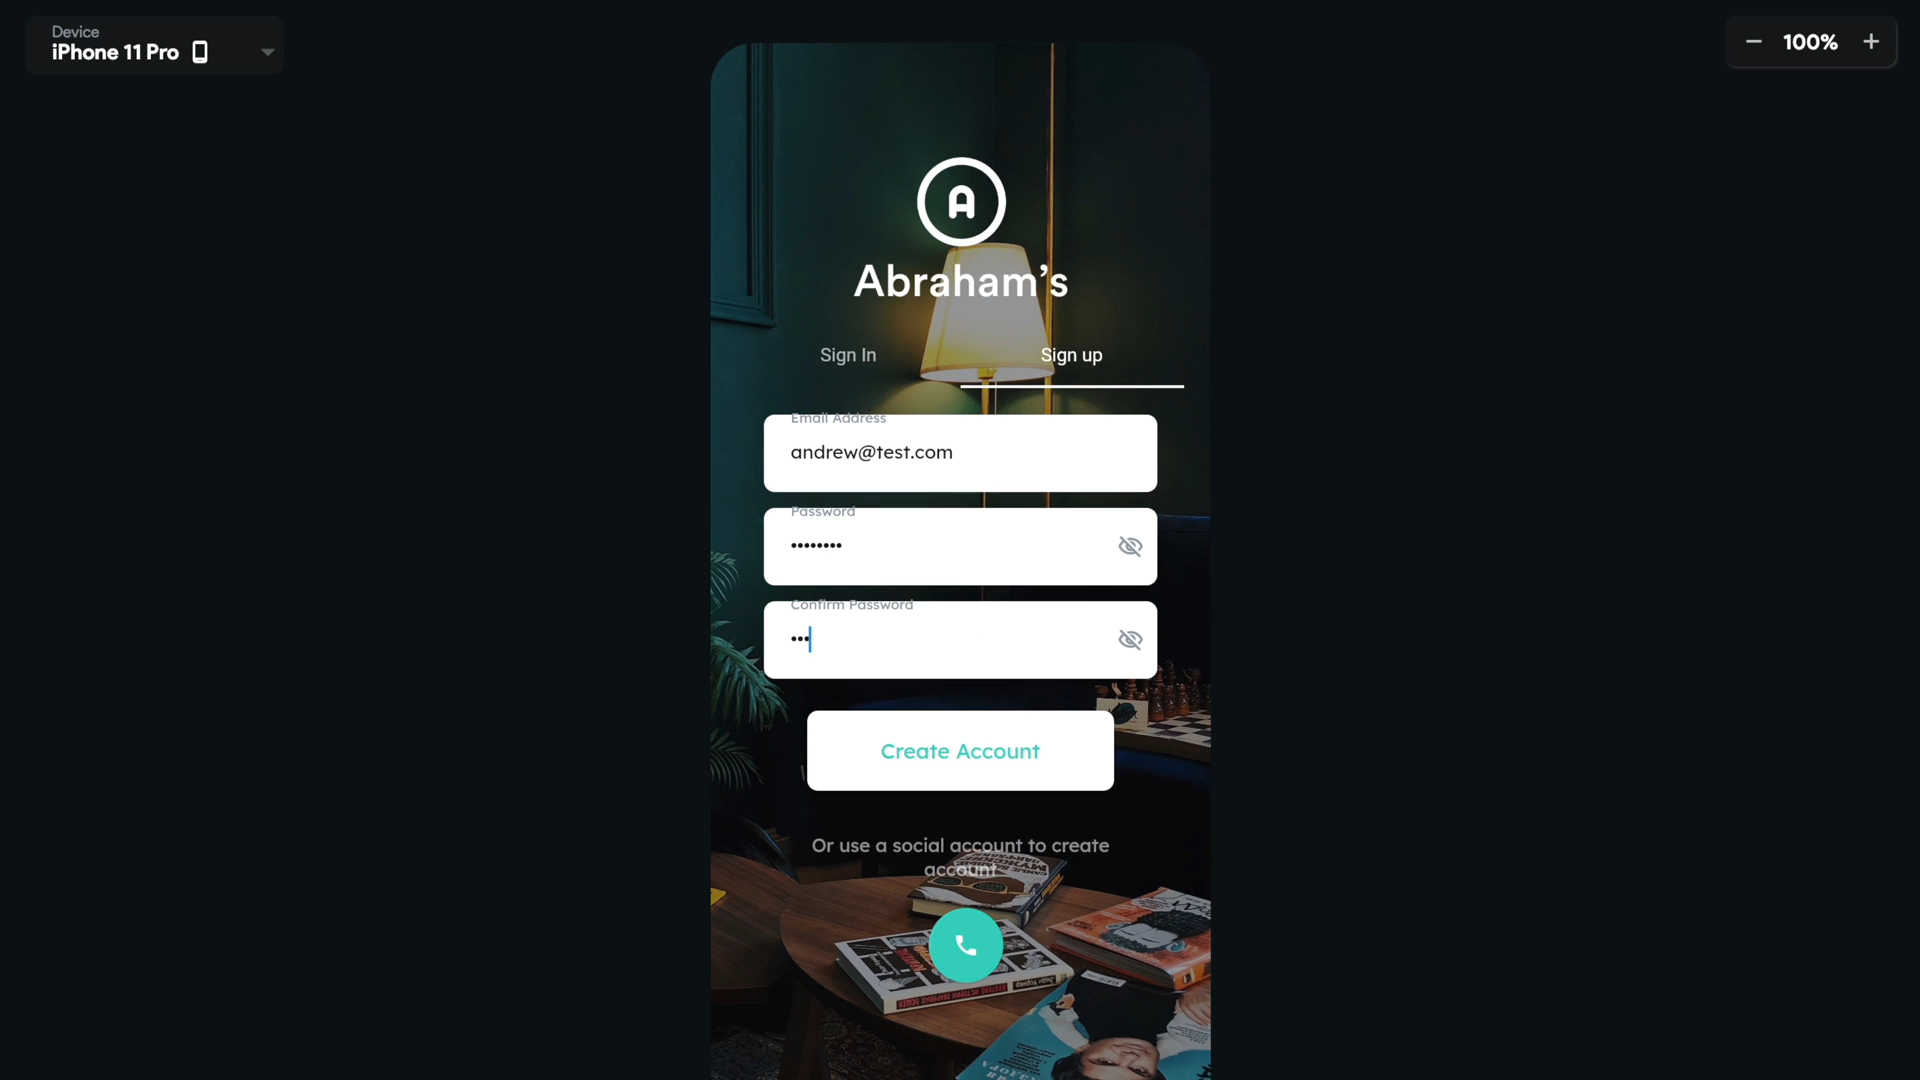 Device
iPhone 11 Pro
100%
A
Abraham’s
Sign In
Sign up
Email Address
andrew@test.com
Password
••••••••
Confirm Password
•••
Create Account
Or use a social account to create
account